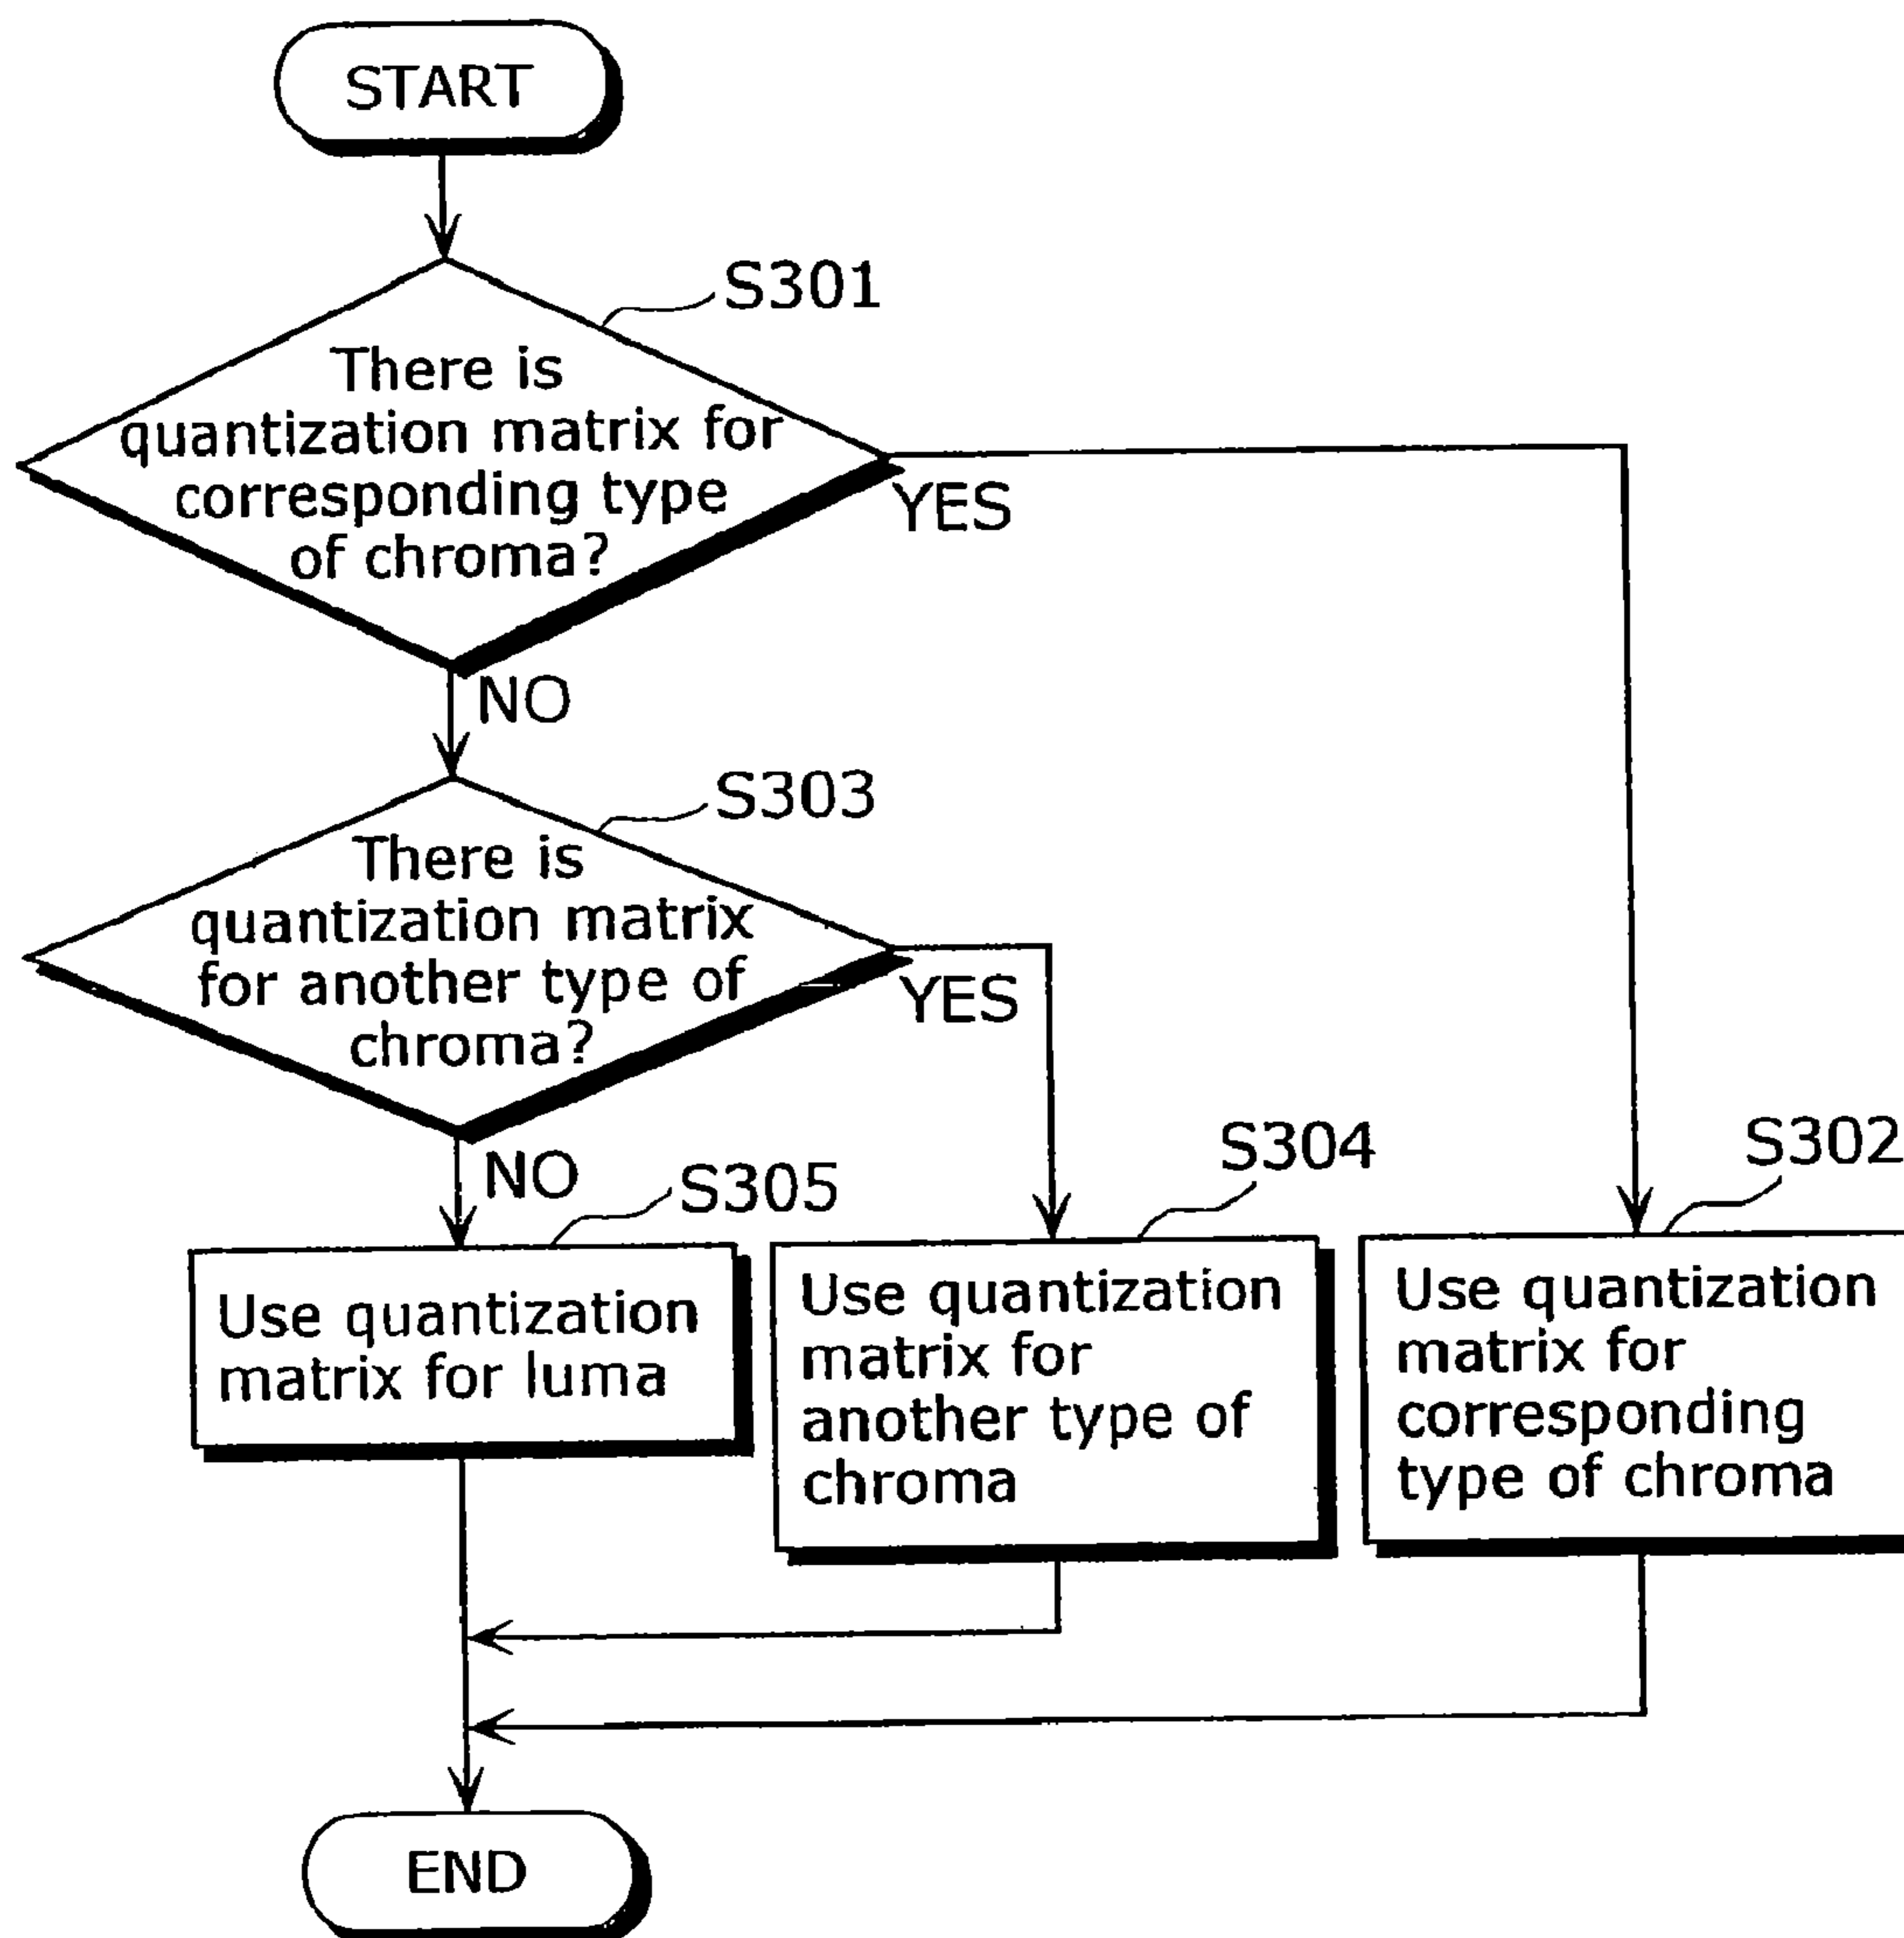 START
S301
There is
quantization matrix for
corresponding type
of chroma?
YES
NO
S303
There is
quantization matrix
for another type of
chroma?
YES
NO
S305
S304
S302
Use quantization
matrix for luma
Use quantization
matrix for
another type of
chroma
Use quantization
matrix for
corresponding
type of chroma
END